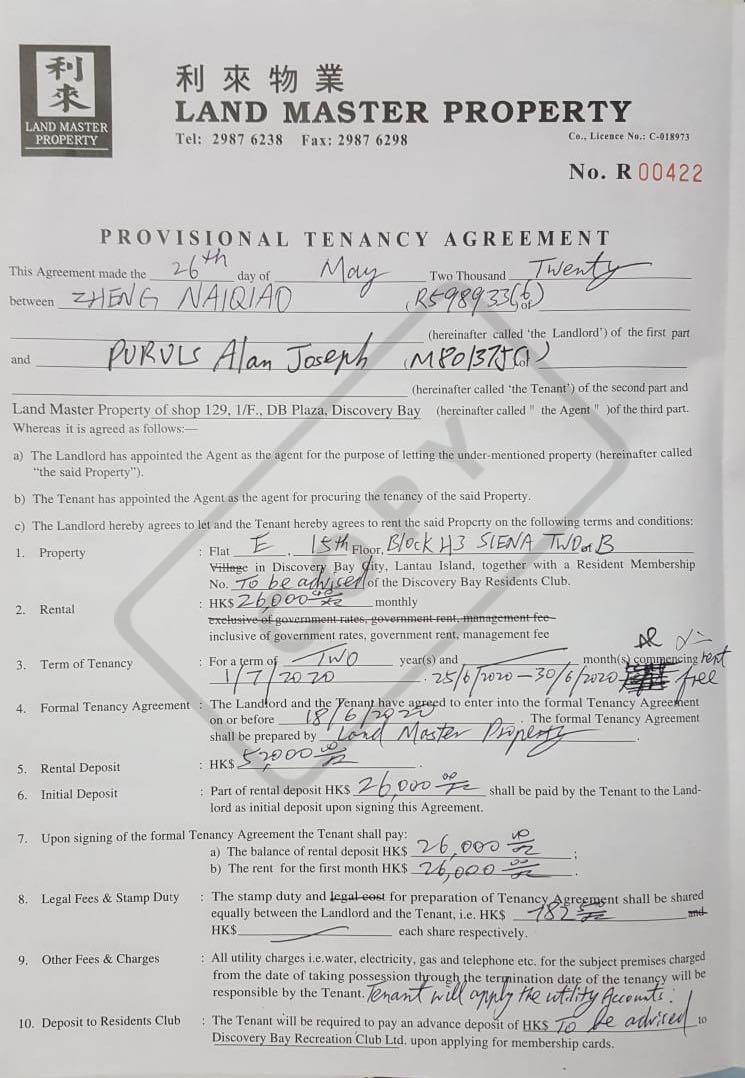 利來
LAND MASTER
PROPERTY
利來物業
LAND MASTER PROPERTY
Tel: 2987 6238 Fax: 2987 6298
Co., Licence No.: C-018973
No. R 00422
PROVISIONAL TENANCY AGREEMENT
This Agreement made the 26th day of May Two Thousand Twenty
between ZHENG NAIQIAO (R598933(6)
(hereinafter called 'the Landlord') of the first part
and PURVIS Alan Joseph (M801375(1)
(hereinafter called 'the Tenant') of the second part and
Land Master Property of shop 129, 1/F., DB Plaza, Discovery Bay (hereinafter called " the Agent " )of the third part.
Whereas it is agreed as follows:—
a) The Landlord has appointed the Agent as the agent for the purpose of letting the under-mentioned property (hereinafter called
"the said Property").
b) The Tenant has appointed the Agent as the agent for procuring the tenancy of the said Property.
c) The Landlord hereby agrees to let and the Tenant hereby agrees to rent the said Property on the following terms and conditions:
1. Property : Flat E, 15th Floor, Block H3 SIENA TWO of B
Village in Discovery Bay City, Lantau Island, together with a Resident Membership
No. To be advised of the Discovery Bay Residents Club.
2. Rental : HK$ 26,000 monthly
exclusive of government rates, government rent, management fee
inclusive of government rates, government rent, management fee
3. Term of Tenancy : For a term of TWO year(s) and month(s) commencing rent
1/7/2020 . 25/6/2020 – 30/6/2020 free
4. Formal Tenancy Agreement : The Landlord and the Tenant have agreed to enter into the formal Tenancy Agreement
on or before 18/6/2020. The formal Tenancy Agreement
shall be prepared by Land Master Property.
5. Rental Deposit : HK$ 52000.
6. Initial Deposit : Part of rental deposit HK$ 26,000 shall be paid by the Tenant to the Land-
lord as initial deposit upon signing this Agreement.
7. Upon signing of the formal Tenancy Agreement the Tenant shall pay:
a) The balance of rental deposit HK$ 26,000 ;
b) The rent for the first month HK$ 26,000 .
8. Legal Fees & Stamp Duty : The stamp duty and legal cost for preparation of Tenancy Agreement shall be shared
equally between the Landlord and the Tenant, i.e. HK$ 782 and
HK$ each share respectively.
9. Other Fees & Charges : All utility charges i.e.water, electricity, gas and telephone etc. for the subject premises charged
from the date of taking possession through the termination date of the tenancy will be
responsible by the Tenant. Tenant will apply the utility Accounts.
10. Deposit to Residents Club : The Tenant will be required to pay an advance deposit of HK$ To be advised to
Discovery Bay Recreation Club Ltd. upon applying for membership cards.
COPY